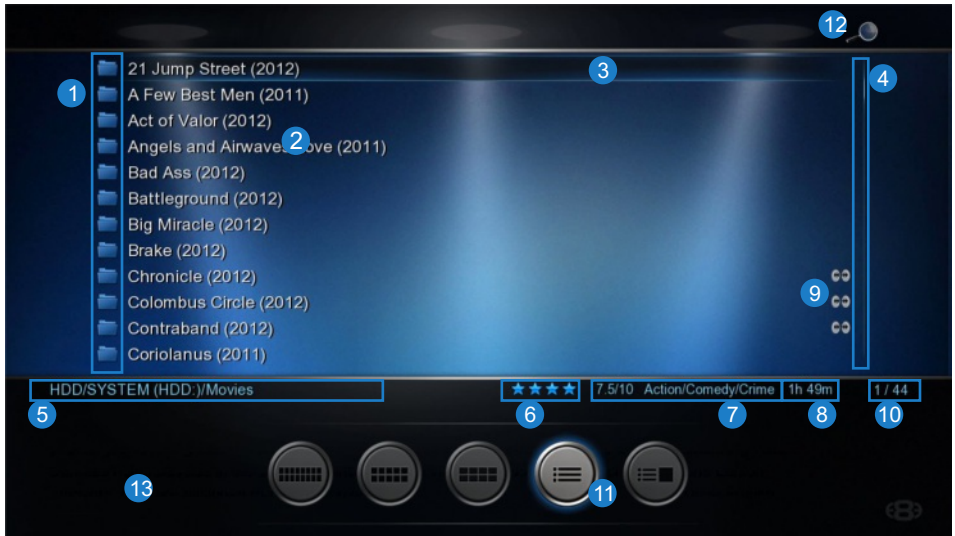 12
21 Jump Street (2012)
3
4
1
A Few Best Men (2011)
Act of Valor (2012)
2
Angels and Airwaves ove (2011)
Bad Ass (2012)
Battleground (2012)
Big Miracle (2012)
Brake (2012)
Chronicle (2012)
9
Colombus Circle (2012)
Contraband (2012)
Coriolanus (2011)
HDD/SYSTEM (HDD:)/Movies
7.5/10 Action/Comedy/Crime
1h 49m
1 / 44
5
6
7
8
10
13
11